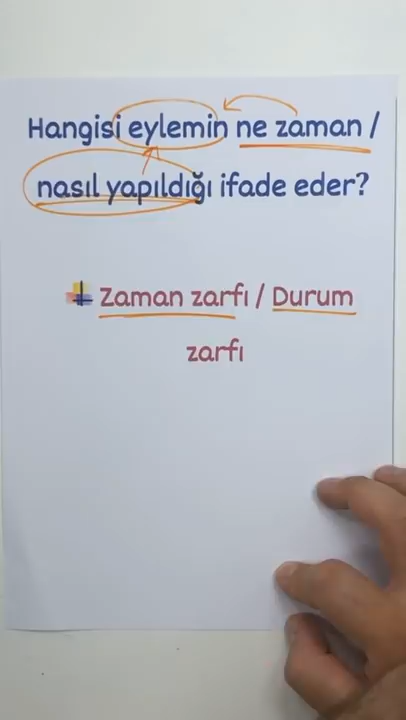 Hangisi eylemin ne zaman /
nasıl yapıldığı ifade eder?
Zaman zarfı / Durum
zarfı